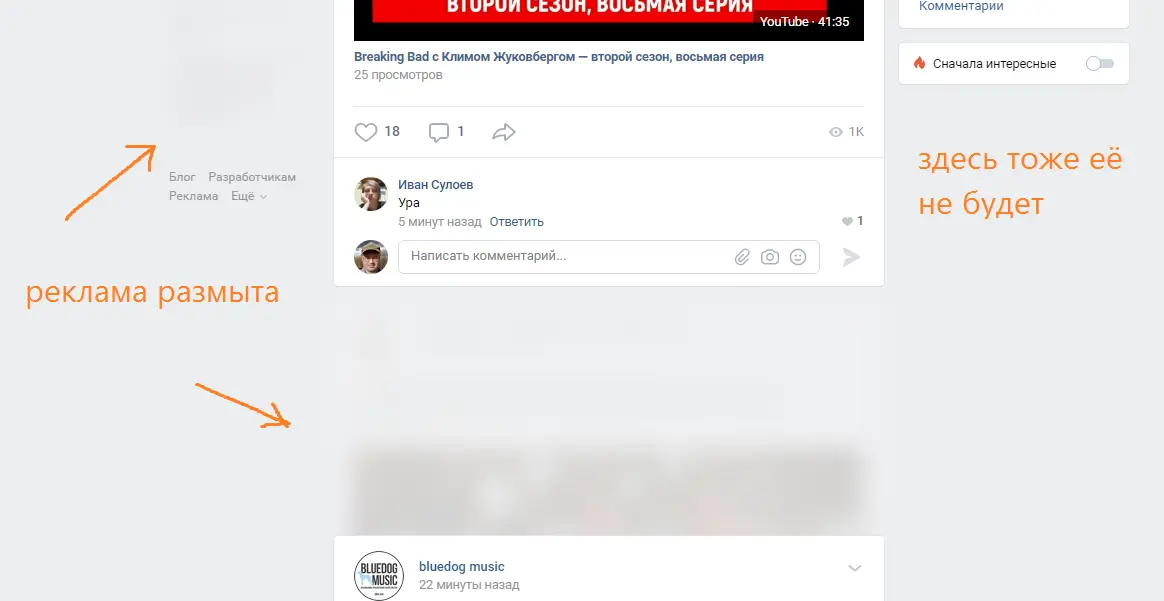 ВТОРОЙ СЕЗОН, ВОСЬМАЯ СЕРИЯ
YouTube · 41:35
Breaking Bad с Климом Жуковбергом — второй сезон, восьмая серия
25 просмотров
18
1
1K
Иван Сулоев
Ура
5 минут назад Ответить
1
Написать комментарий...
Комментарии
Сначала интересные
здесь тоже её
не будет
Блог Разработчикам
Реклама Ещё
реклама размыта
BLUEDOG
MUSIC
bluedog music
22 минуты назад